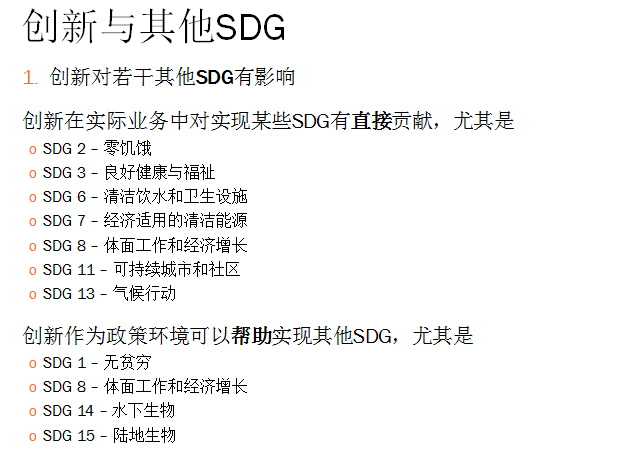 创新与其他SDG
1. 创新对若干其他SDG有影响
创新在实际业务中对实现某些SDG有直接贡献，尤其是
o SDG 2 – 零饥饿
o SDG 3 – 良好健康与福祉
o SDG 6 – 清洁饮水和卫生设施
o SDG 7 – 经济适用的清洁能源
o SDG 8 – 体面工作和经济增长
o SDG 11 – 可持续城市和社区
o SDG 13 – 气候行动
创新作为政策环境可以帮助实现其他SDG，尤其是
o SDG 1 – 无贫穷
o SDG 8 – 体面工作和经济增长
o SDG 14 – 水下生物
o SDG 15 – 陆地生物